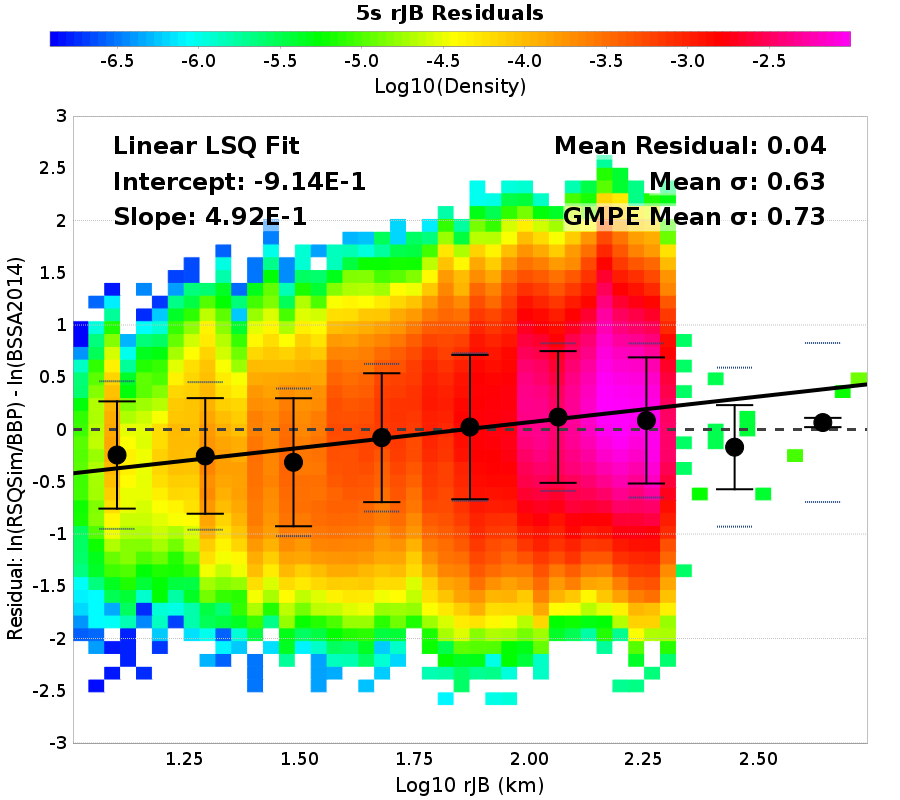 5s rJB Residuals
-6.5 -6.0 -5.5 -5.0 -4.5 -4.0 -3.5 -3.0 -2.5
Log10(Density)
Linear LSQ Fit
Intercept: -9.14E-1
Slope: 4.92E-1
Mean Residual: 0.04
Mean σ: 0.63
GMPE Mean σ: 0.73
Residual: ln(RSQSim/BBP) - ln(BSSA2014)
3
2.5
2
1.5
1
0.5
0
-0.5
-1
-1.5
-2
-2.5
-3
1.25 1.50 1.75 2.00 2.25 2.50
Log10 rJB (km)